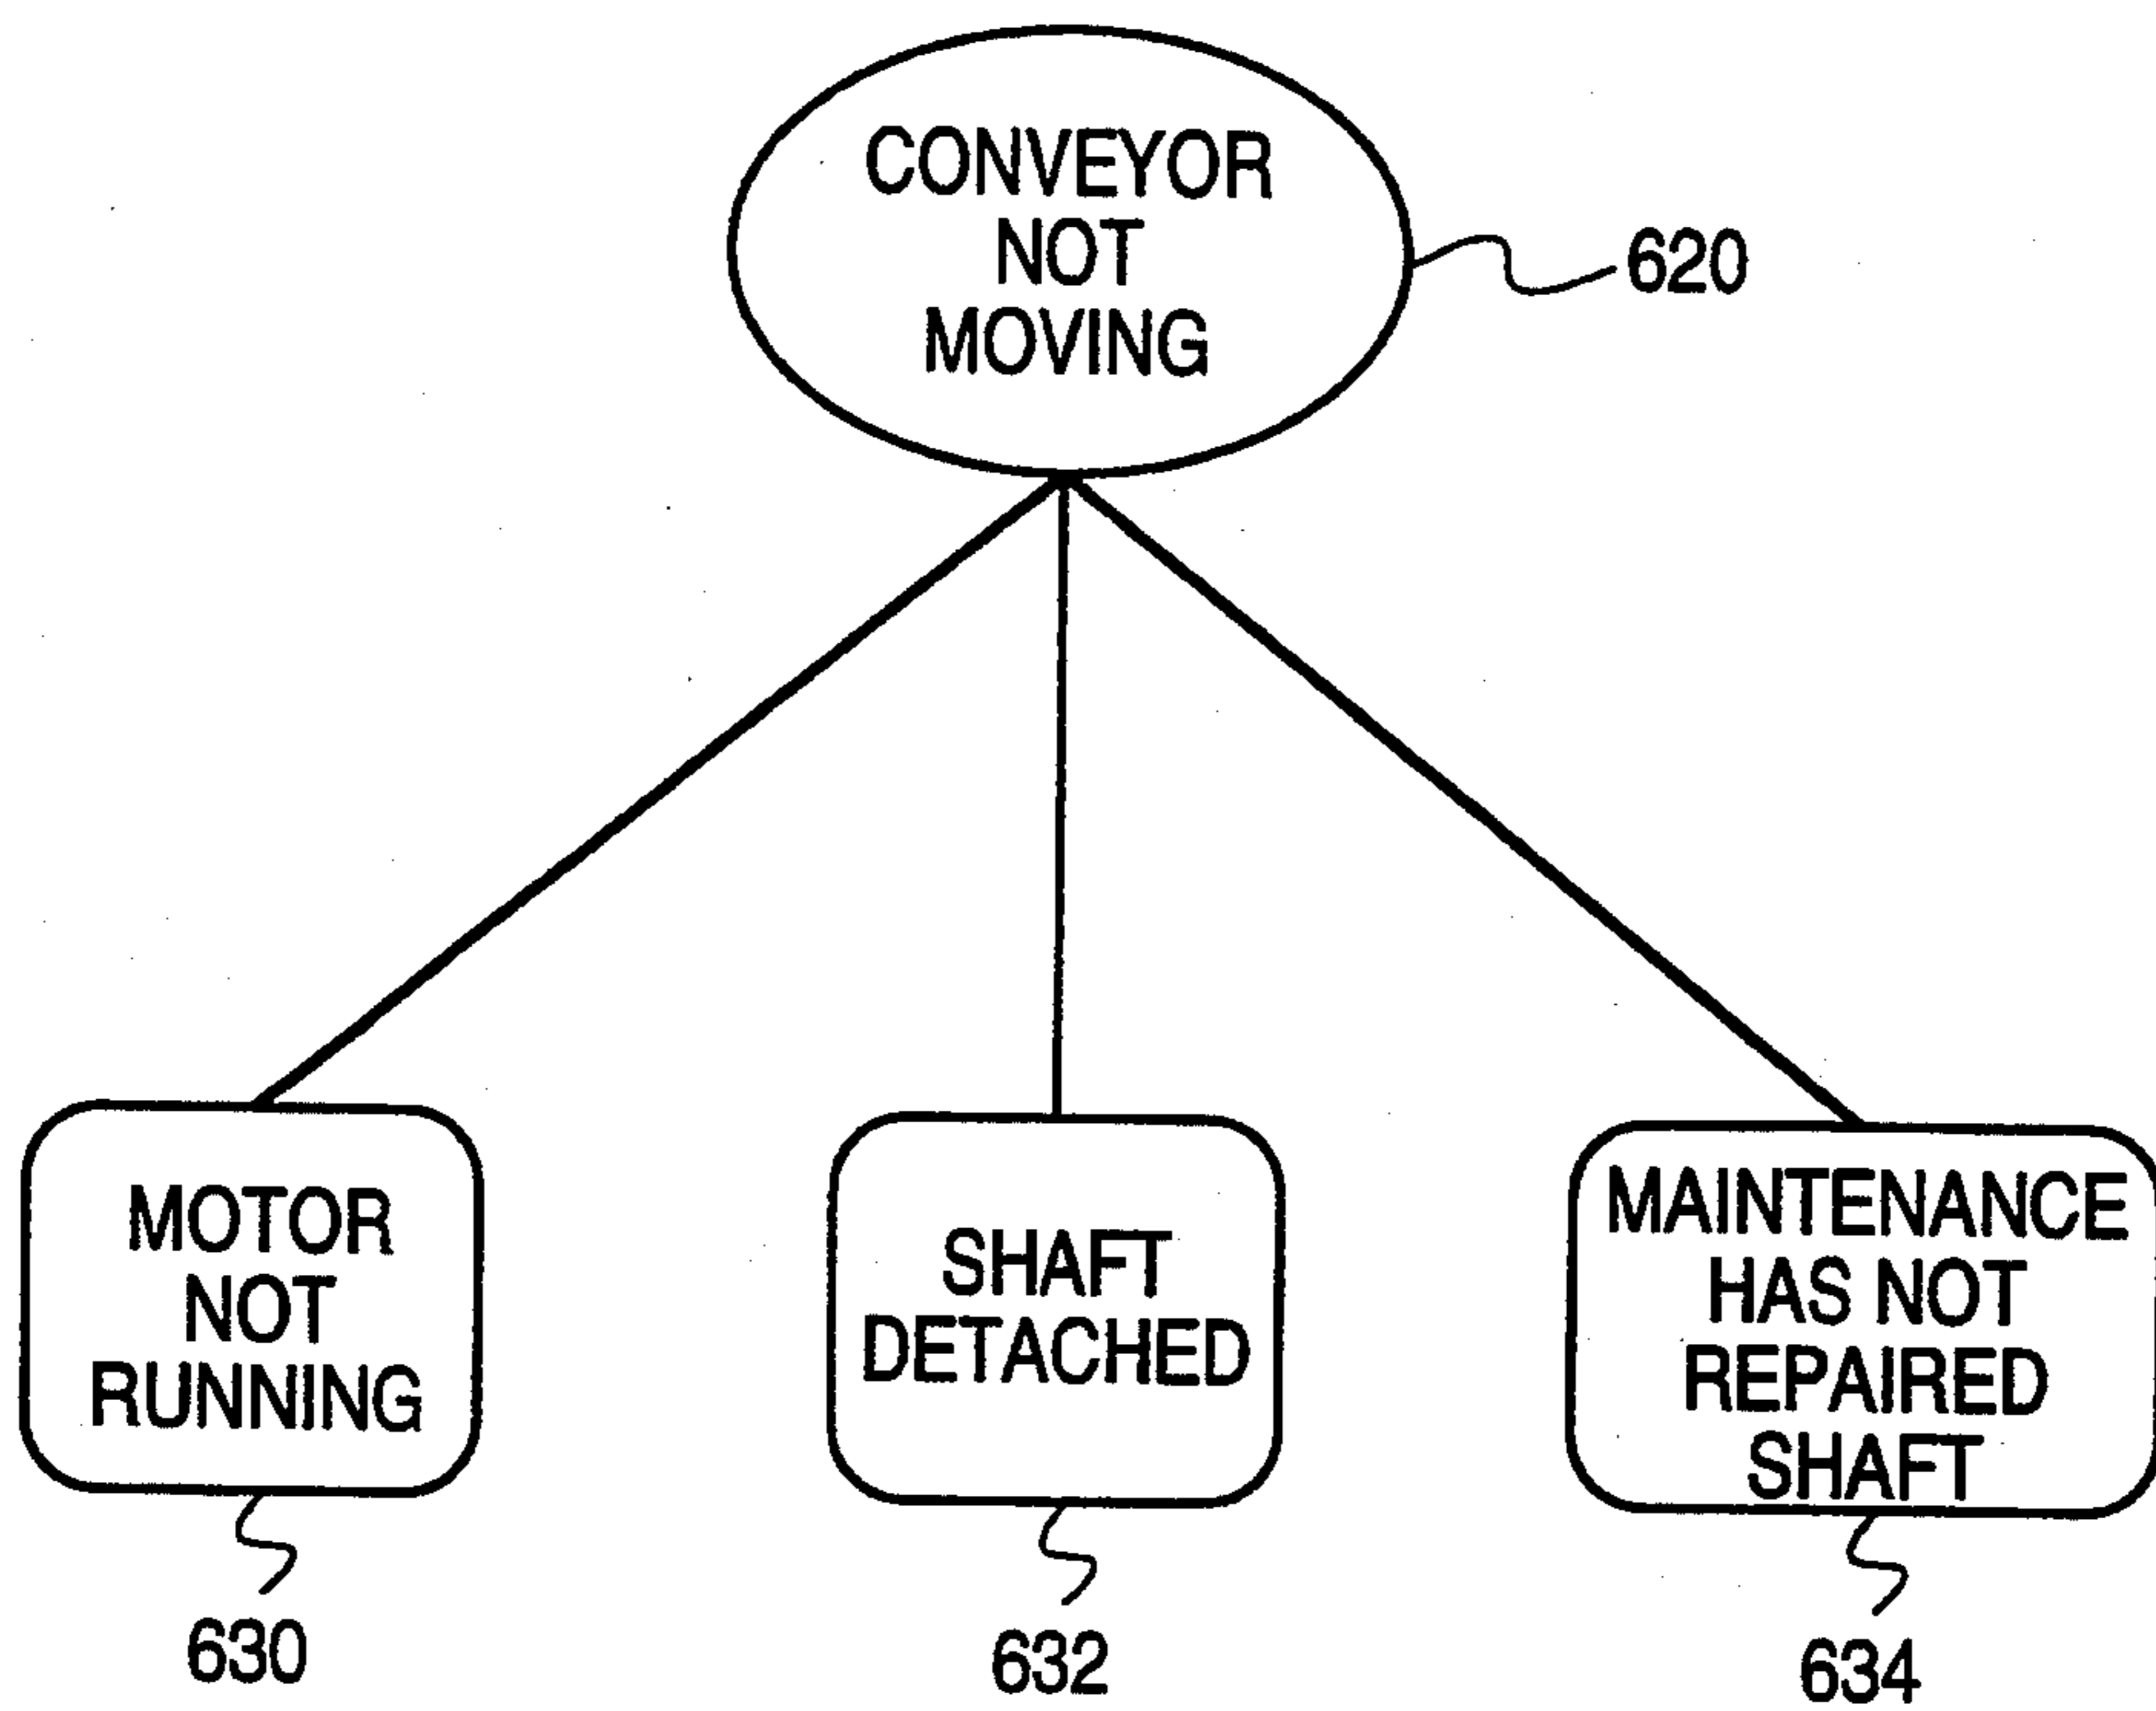 CONVEYOR
NOT
MOVING
620
MOTOR
NOT
RUNNING
SHAFT
DETACHED
MAINTENANCE
HAS NOT
REPAIRED
SHAFT
630
632
634